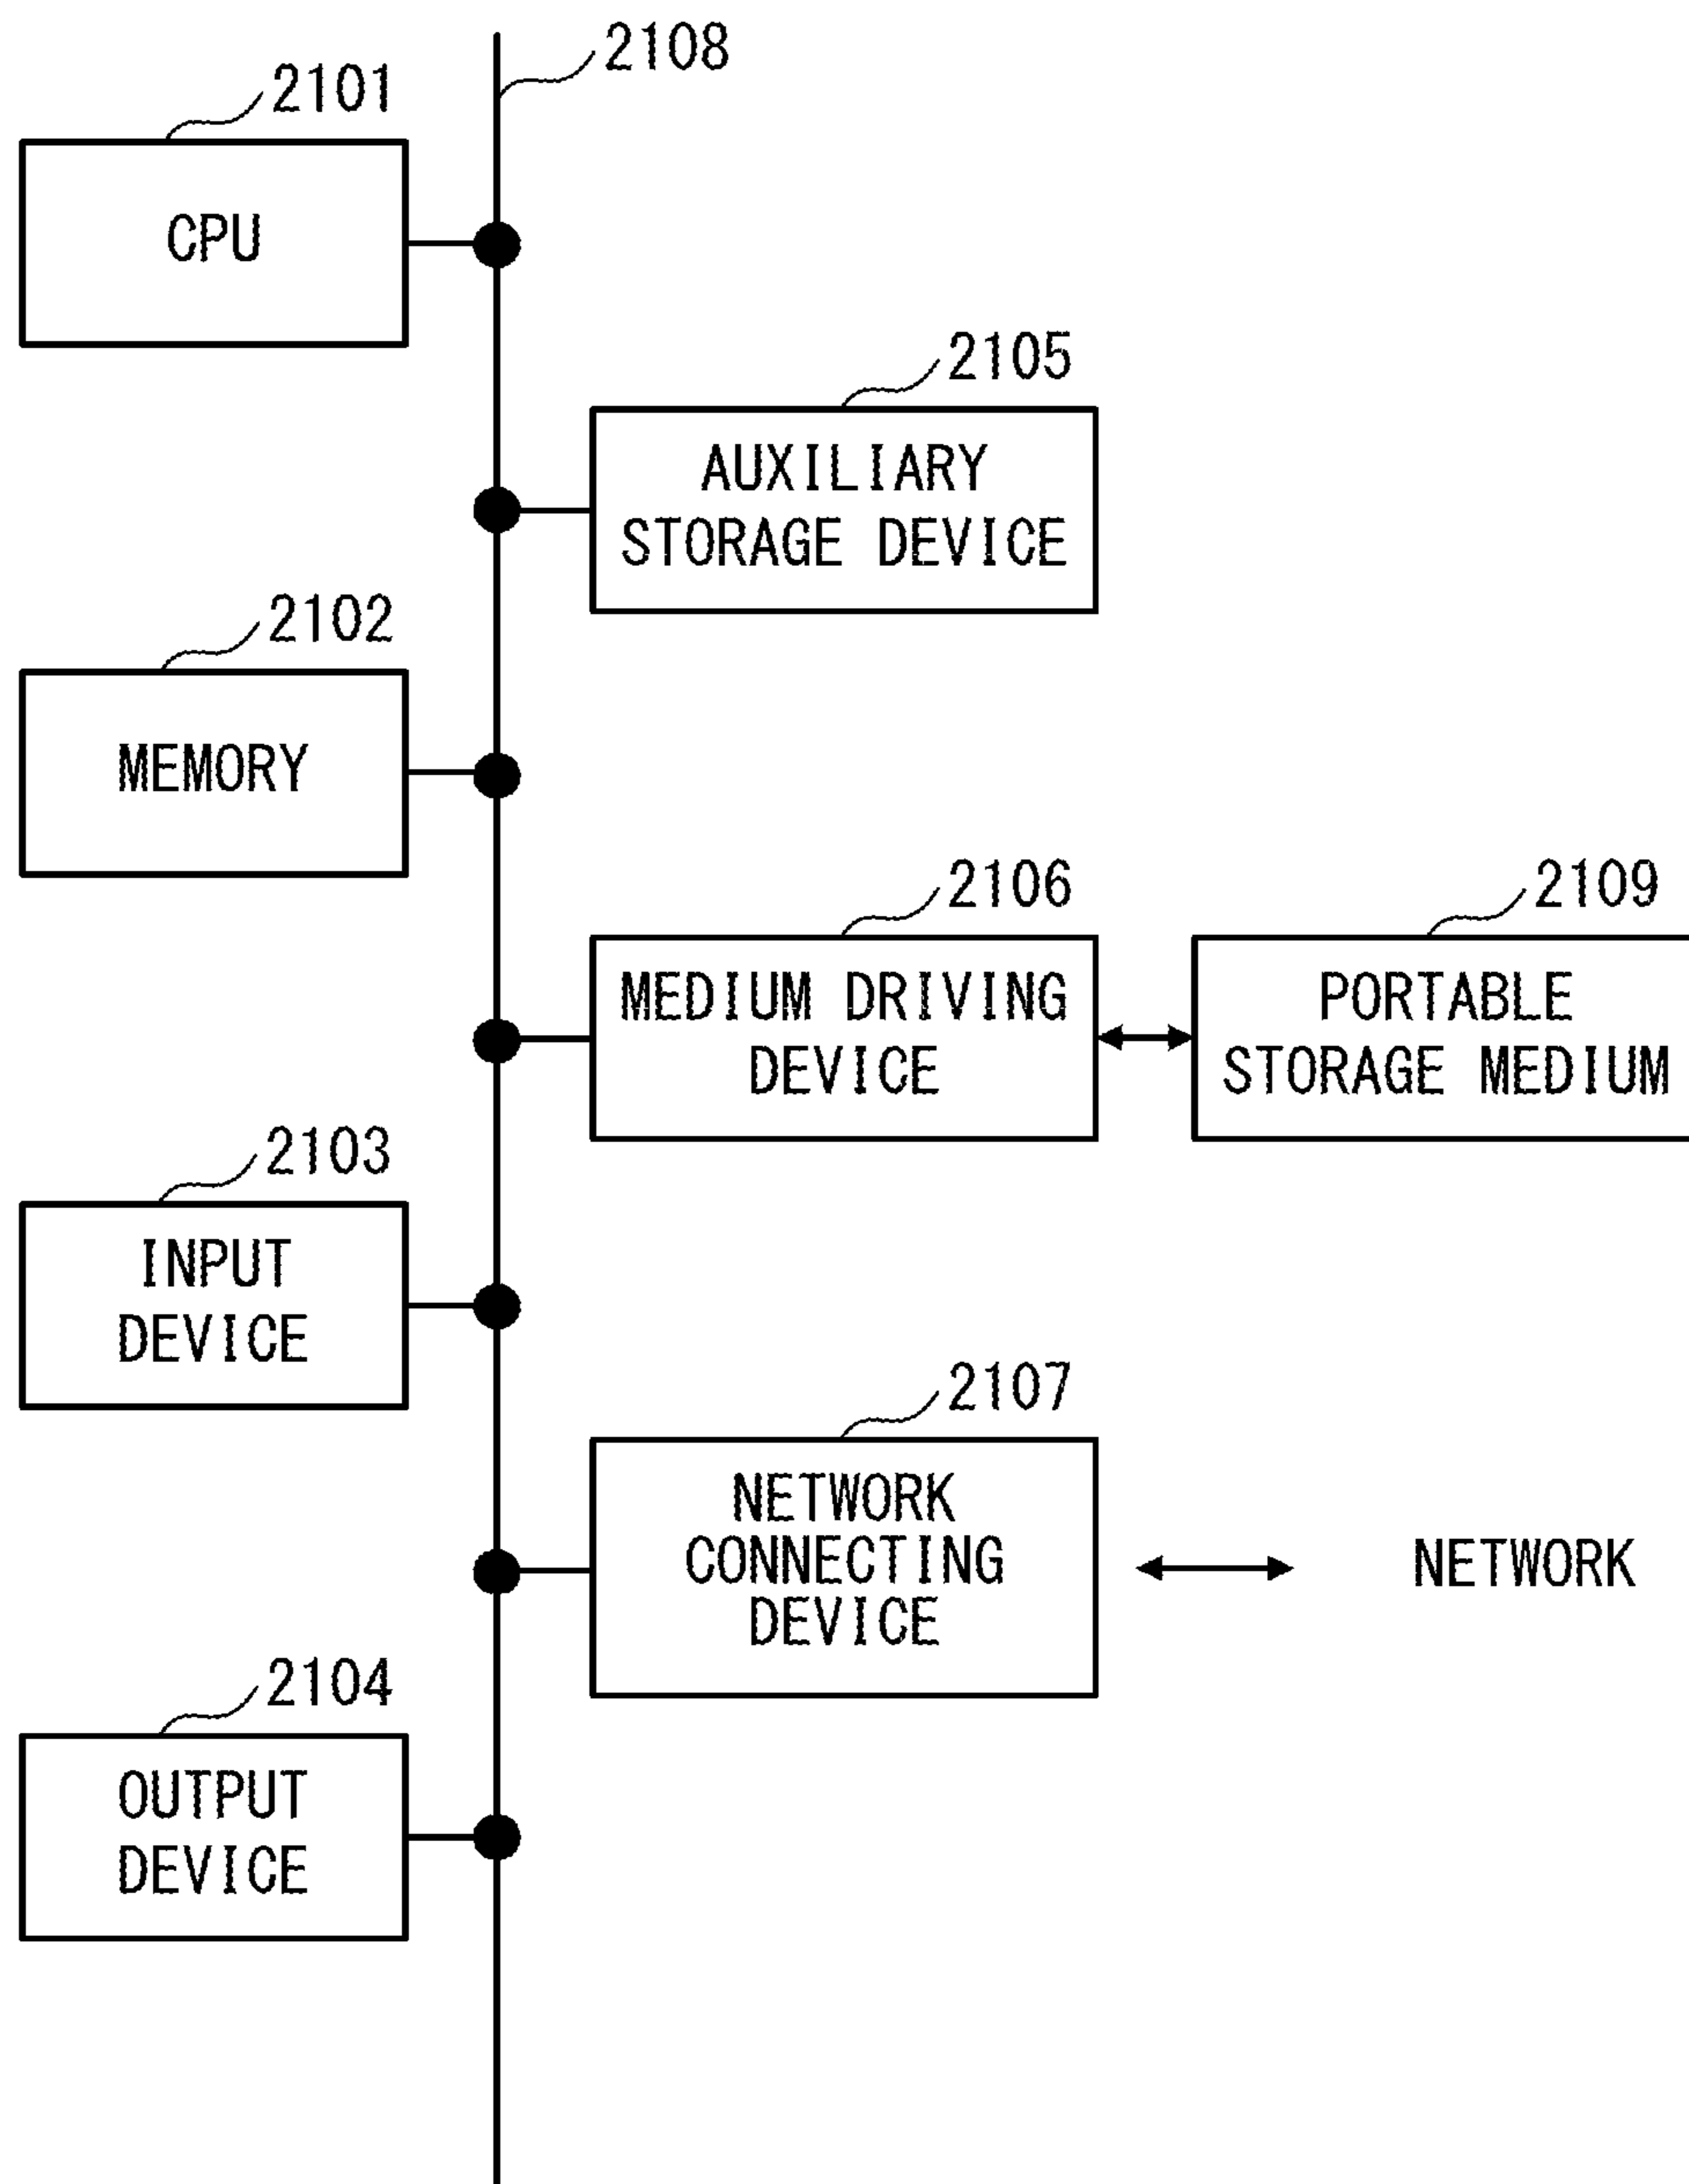 2108
2101
CPU
2105
AUXILIARY
STORAGE DEVICE
2102
MEMORY
2106
MEDIUM DRIVING
DEVICE
2109
PORTABLE
STORAGE MEDIUM
2103
INPUT
DEVICE
2107
NETWORK
CONNECTING
DEVICE
NETWORK
2104
OUTPUT
DEVICE